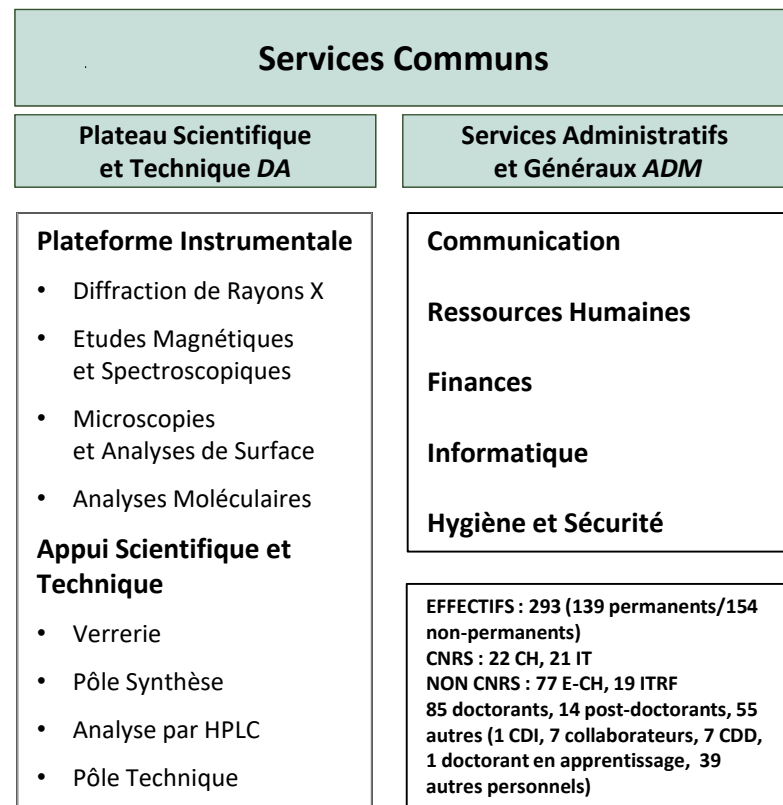 Services Communs
Plateau Scientifique
et Technique DA
Services Administratifs
et Généraux ADM
Plateforme Instrumentale
• Diffraction de Rayons X
• Etudes Magnétiques
et Spectroscopiques
• Microscopies
et Analyses de Surface
• Analyses Moléculaires
Appui Scientifique et
Technique
• Verrerie
• Pôle Synthèse
• Analyse par HPLC
• Pôle Technique
Communication
Ressources Humaines
Finances
Informatique
Hygiène et Sécurité
EFFECTIFS : 293 (139 permanents/154
non-permanents)
CNRS : 22 CH, 21 IT
NON CNRS : 77 E-CH, 19 ITRF
85 doctorants, 14 post-doctorants, 55
autres (1 CDI, 7 collaborateurs, 7 CDD,
1 doctorant en apprentissage, 39
autres personnels)